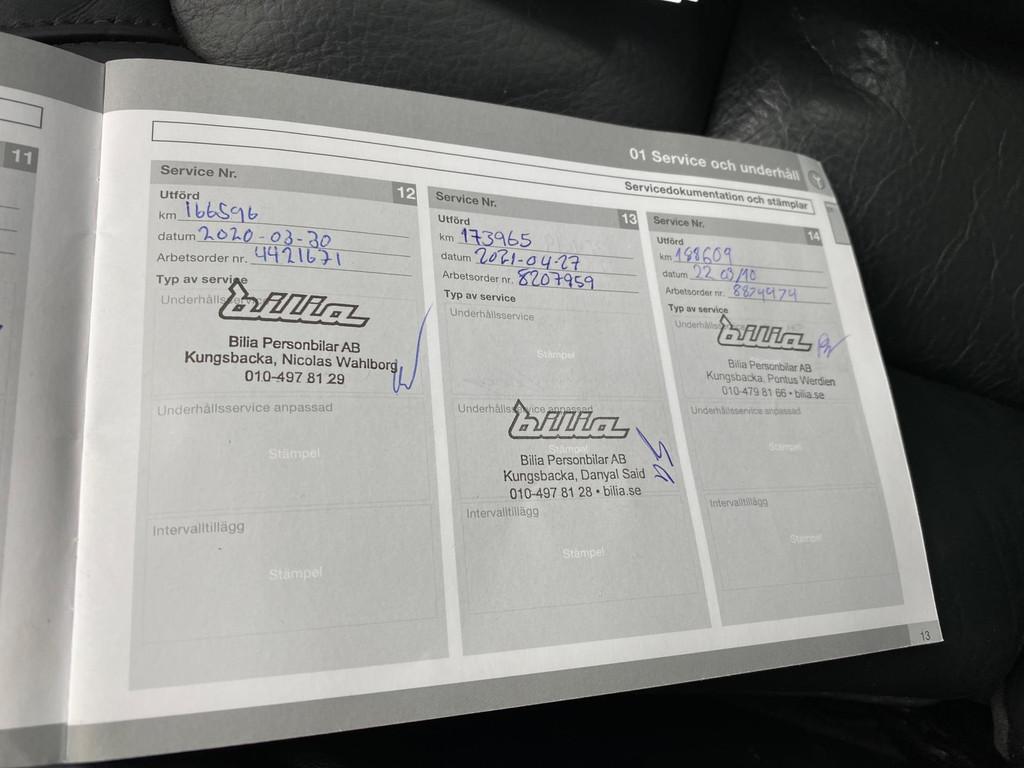 11
01 Service och underhåll
Servicedokumentation och stämplar
Service Nr.
12
Utförd
km 166596
datum 2020-03-30
Arbetsorder nr. 4421671
Typ av service
Underhållsservice
bilia
Bilia Personbilar AB
Kungsbacka, Nicolas Wahlborg
010-497 81 29
Underhållsservice anpassad
Stämpel
Intervalltillägg
Stämpel
Service Nr.
13
Utförd
km 173965
datum 2021-04-27
Arbetsorder nr. 8207959
Typ av service
Underhållsservice
Stämpel
Underhållsservice anpassad
bilia
Stämpel
Bilia Personbilar AB
Kungsbacka, Danyal Said
010-497 81 28 • bilia.se
Intervalltillägg
Stämpel
Service Nr.
14
Utförd
km 188609
datum 22 03/10
Arbetsorder nr. 8874974
Typ av service
bilia
Bilia Personbilar AB
Kungsbacka, Pontus Werdien
010-479 81 66 • bilia.se
Underhållsservice anpassad
Stämpel
Intervalltillägg
Stämpel
13